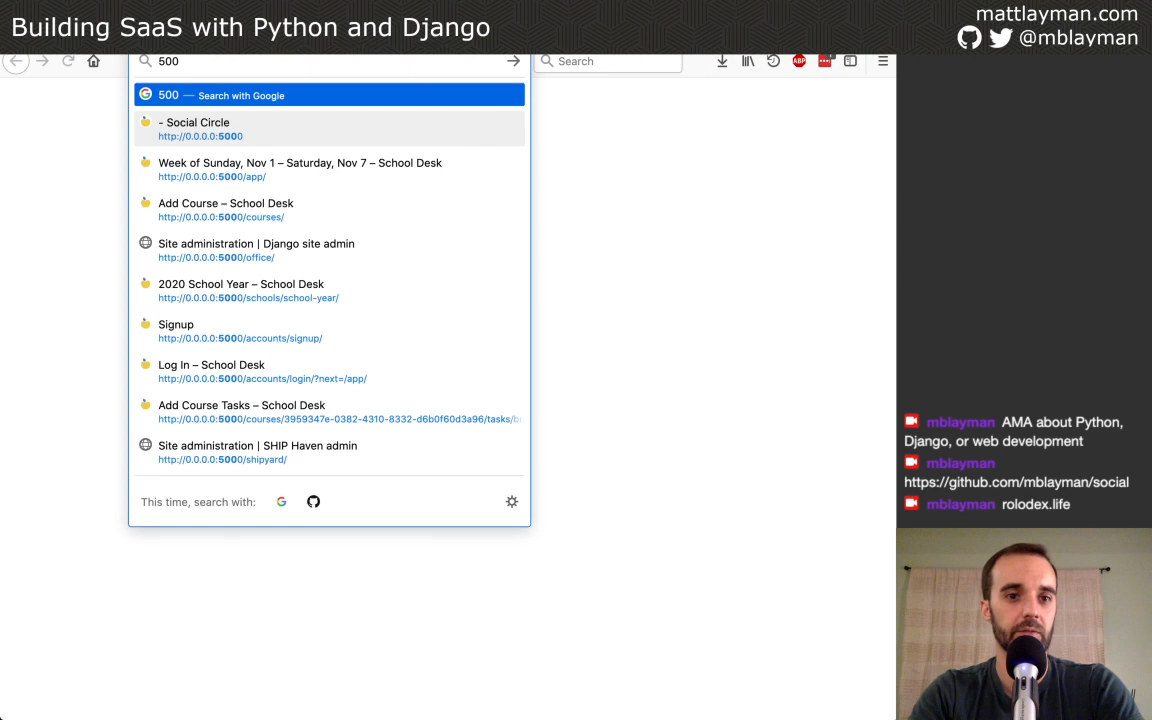 Building SaaS with Python and Django
mattlayman.com
@mblayman
500
Search
ABP
500 — Search with Google
- Social Circle
http://0.0.0.0:5000
Week of Sunday, Nov 1 – Saturday, Nov 7 – School Desk
http://0.0.0.0:5000/app/
Add Course – School Desk
http://0.0.0.0:5000/courses/
Site administration | Django site admin
http://0.0.0.0:5000/office/
2020 School Year – School Desk
http://0.0.0.0:5000/schools/school-year/
Signup
http://0.0.0.0:5000/accounts/signup/
Log In – School Desk
http://0.0.0.0:5000/accounts/login/?next=/app/
Add Course Tasks – School Desk
http://0.0.0.0:5000/courses/3959347e-0382-4310-8332-d6b0f60d3a96/tasks/
Site administration | SHIP Haven admin
http://0.0.0.0:5000/shipyard/
This time, search with:
mblayman AMA about Python,
Django, or web development
mblayman
https://github.com/mblayman/social
mblayman rolodex.life